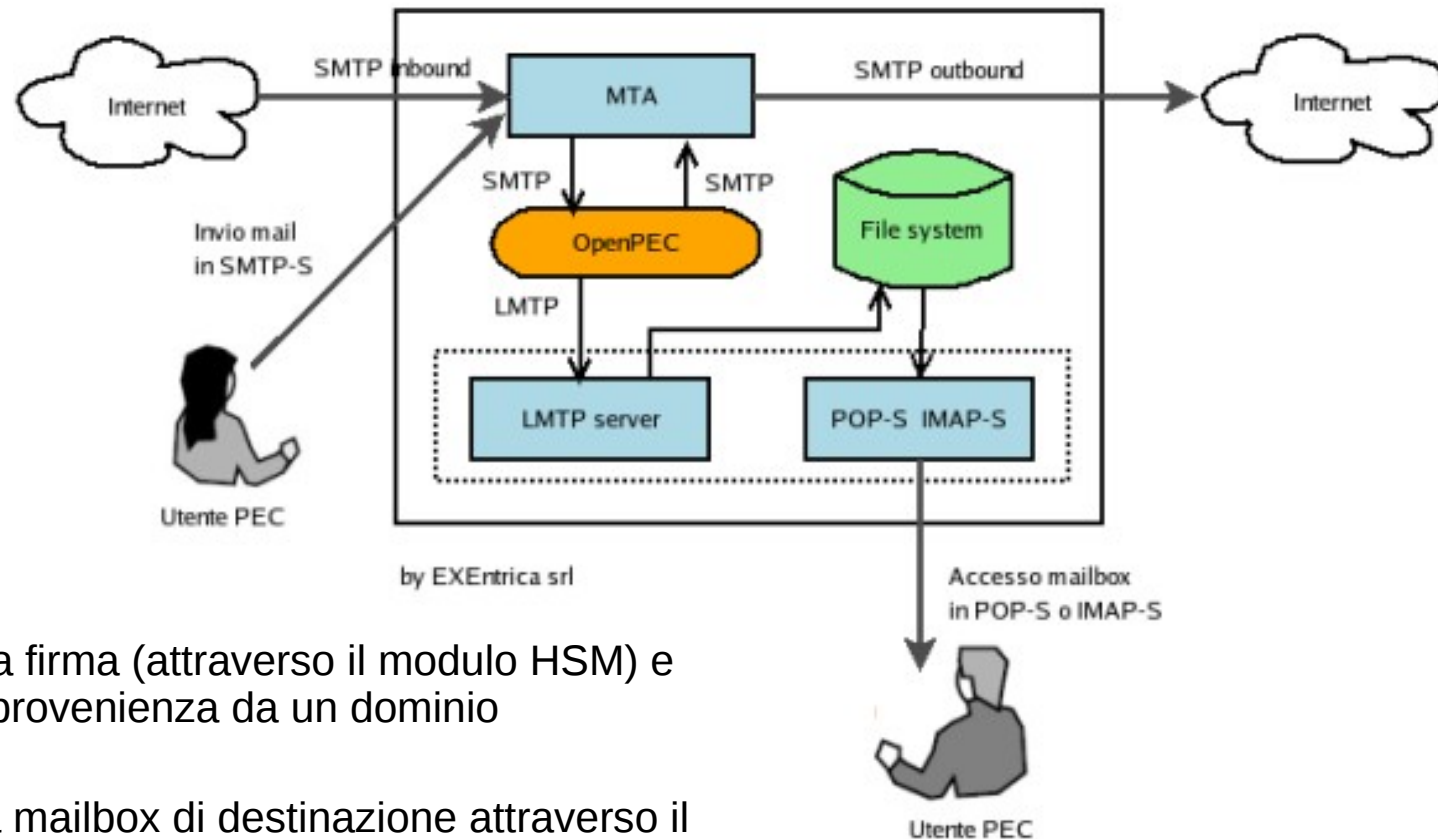 SMTP inbound
MTA
SMTP outbound
Internet
Internet
SMTP
SMTP
Invio mail
in SMTP-S
OpenPEC
File system
LMTP
LMTP server
POP-S IMAP-S
Utente PEC
by EXEntrica srl
Accesso mailbox
in POP-S o IMAP-S
a firma (attraverso il modulo HSM) e
provenienza da un dominio
mailbox di destinazione attraverso il
Utente PEC